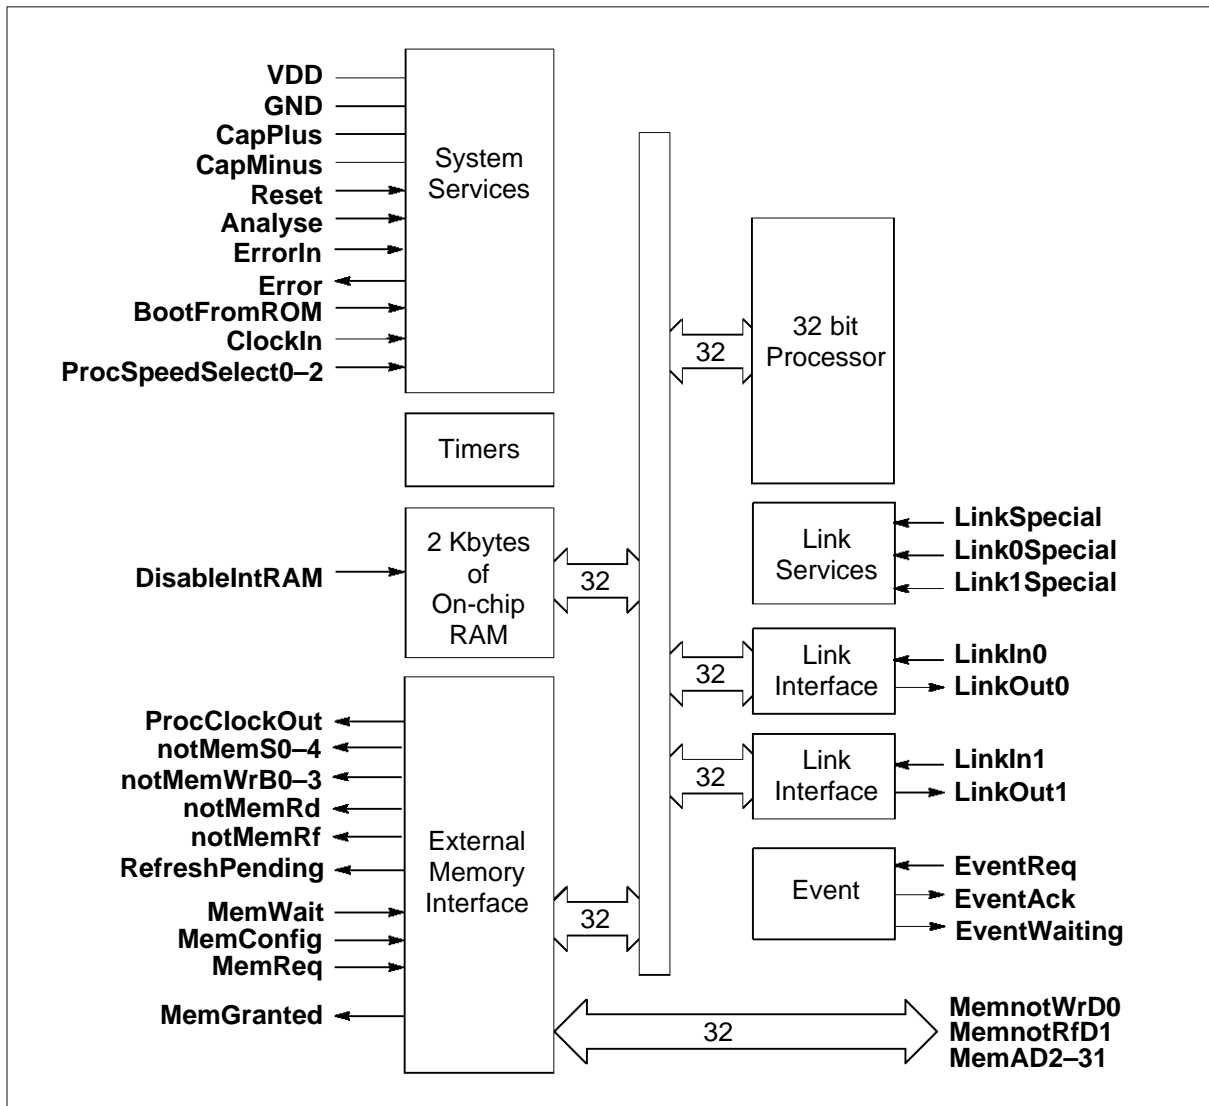 VDD
GND
CapPlus
CapMinus
Reset
Analyse
ErrorIn
Error
BootFromROM
ClockIn
ProcSpeedSelect0–2
System
Services
Timers
DisableIntRAM
2 Kbytes
of
On-chip
RAM
32
ProcClockOut
notMemS0–4
notMemWrB0–3
notMemRd
notMemRf
RefreshPending
MemWait
MemConfig
MemReq
MemGranted
External
Memory
Interface
32
32
32 bit
Processor
Link
Services
LinkSpecial
Link0Special
Link1Special
32
Link
Interface
LinkIn0
LinkOut0
32
Link
Interface
LinkIn1
LinkOut1
Event
EventReq
EventAck
EventWaiting
32
MemnotWrD0
MemnotRfD1
MemAD2–31